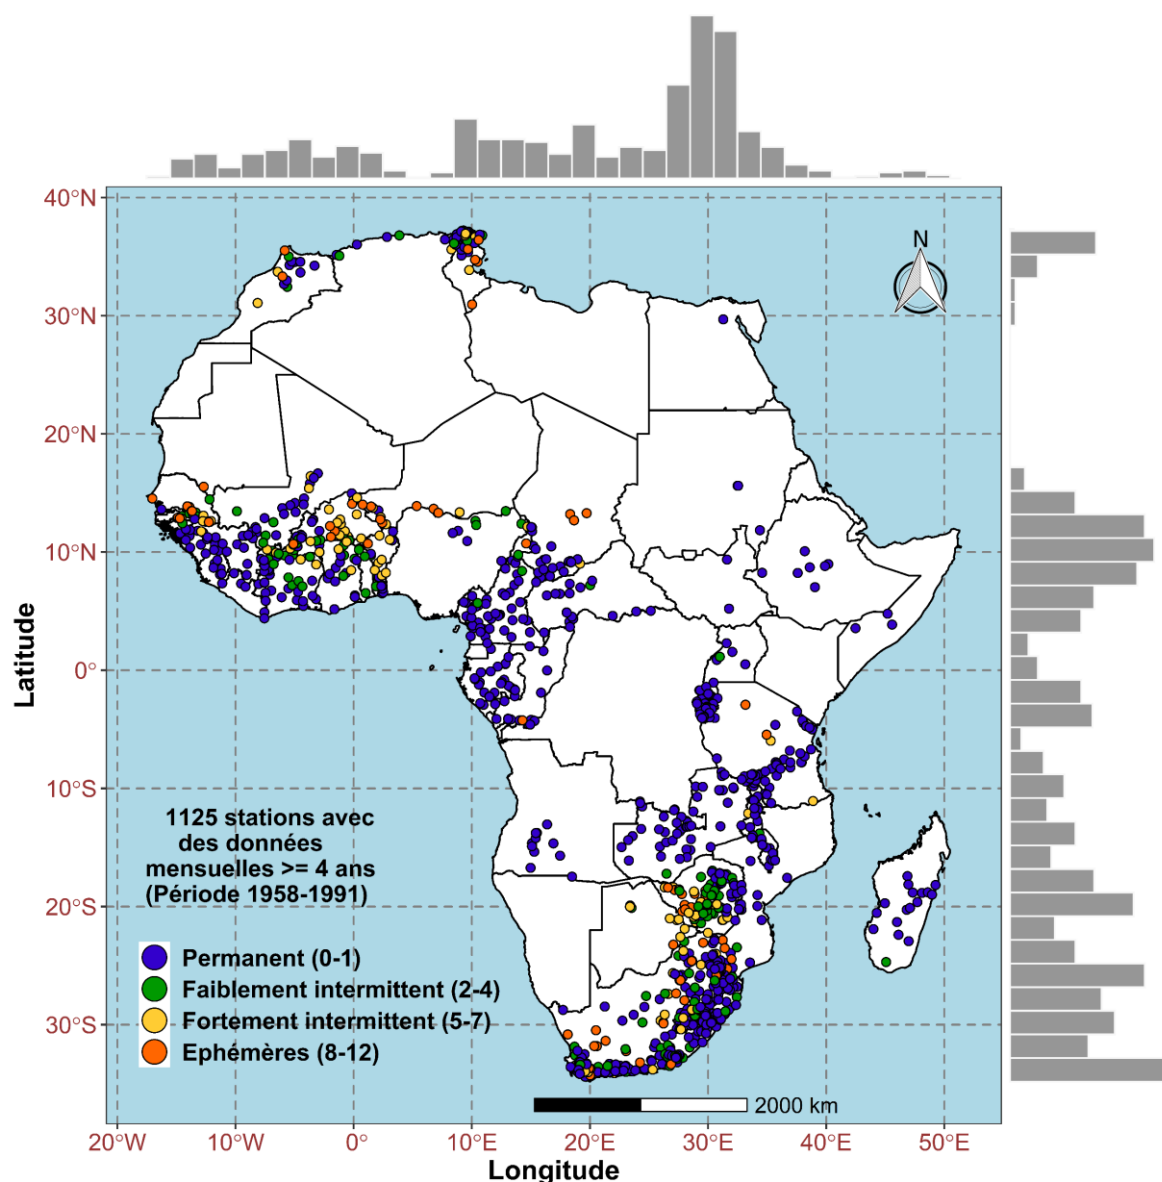 40°N
30°N
20°N
10°N
0°
10°S
20°S
30°S
Latitude
N
1125 stations avec
des données
mensuelles >= 4 ans
(Période 1958-1991)
Permanent (0-1)
Faiblement intermittent (2-4)
Fortement intermittent (5-7)
Ephémères (8-12)
2000 km
20°W
10°W
0°
10°E
20°E
30°E
40°E
50°E
Longitude